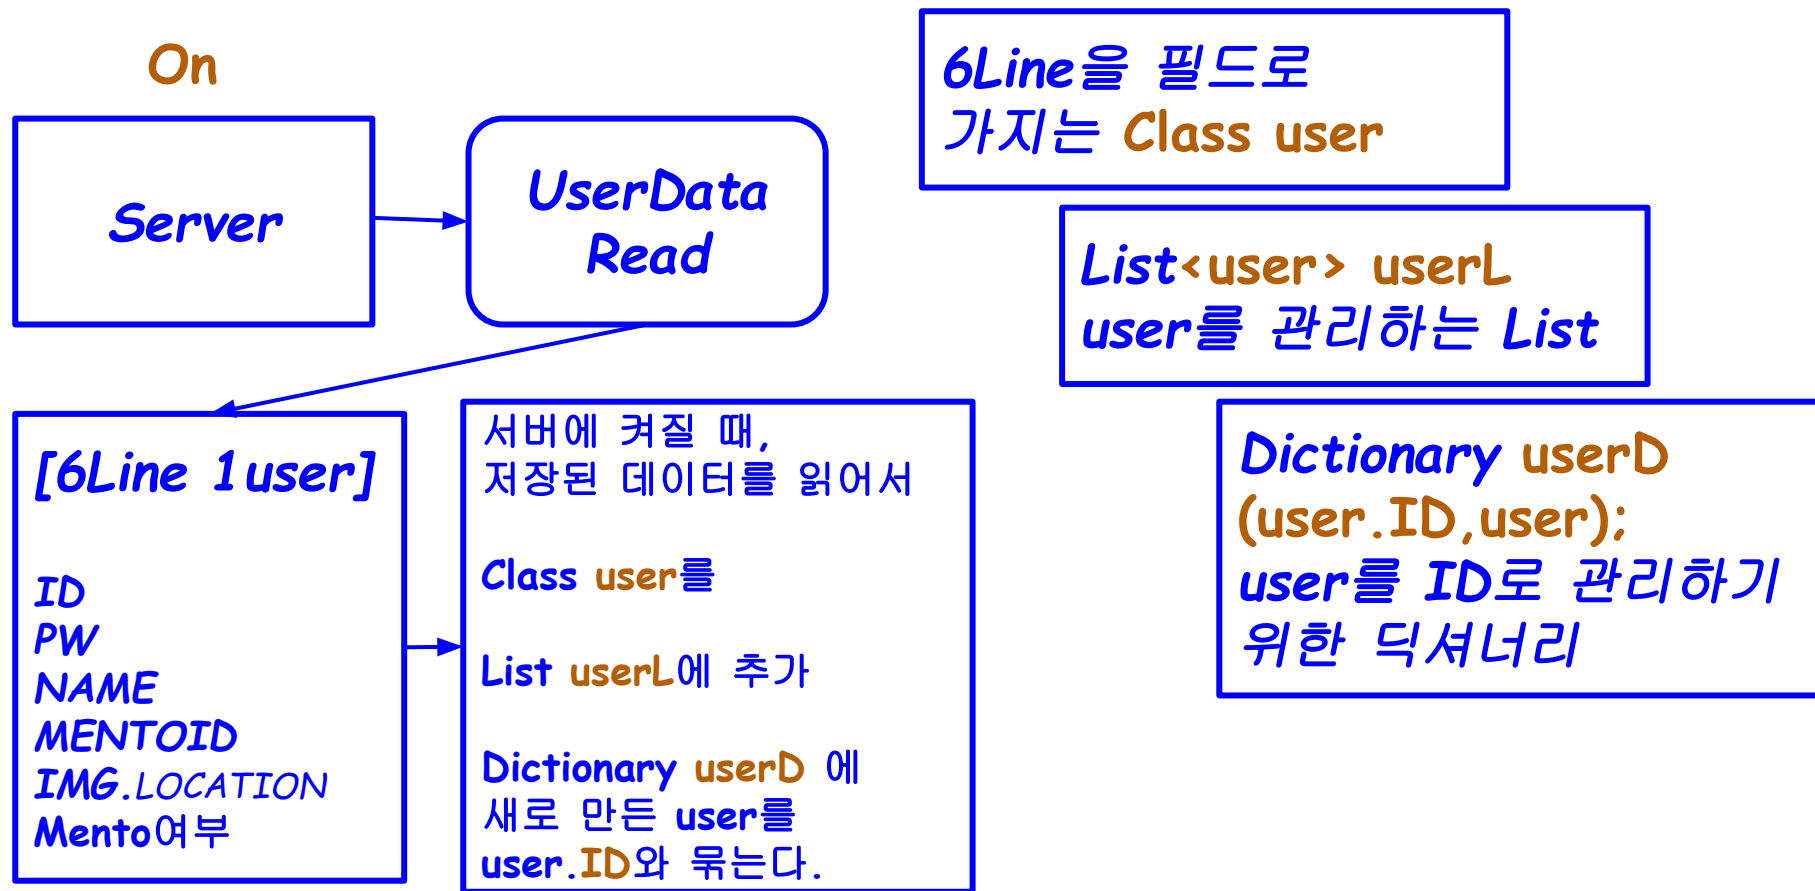 On
Server
UserData
Read
[6Line 1user]
ID
PW
NAME
MENTOID
IMG.LOCATION
Mento여부
서버에 켜질 때,
저장된 데이터를 읽어서
Class user를
List userL에 추가
Dictionary userD 에
새로 만든 user를
user.ID와 묶는다.
6Line을 필드로
가지는 Class user
List<user> userL
user를 관리하는 List
Dictionary userD
(user.ID,user);
user를 ID로 관리하기
위한 딕셔너리